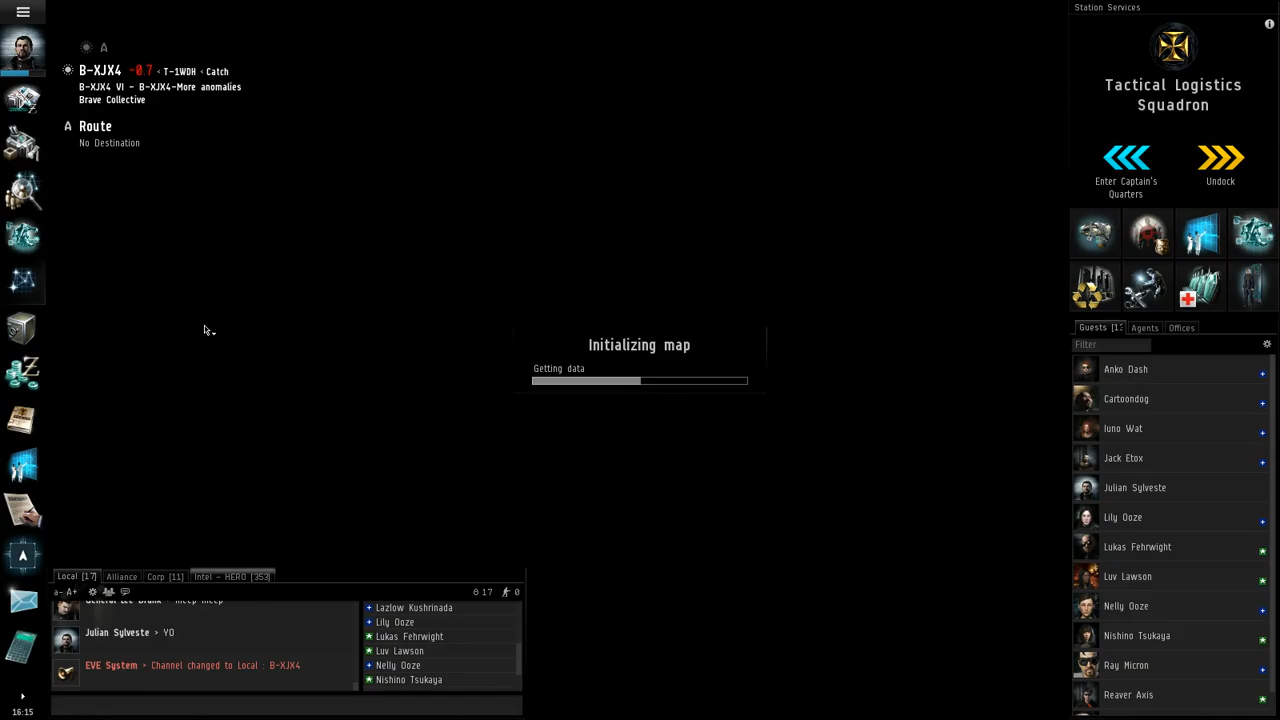 A
B-XJX4 -0.7 < T-1WDH < Catch
B-XJX4 VI - B-XJX4-More anomalies
Brave Collective
A Route
No Destination
Initializing map
Getting data
Station Services
Tactical Logistics
Squadron
Enter Captain's
Quarters
Undock
Guests [1
Agents
Offices
Filter
Anko Dash
Cartoondog
Iuno Wat
Jack Etox
Julian Sylveste
Lily Ooze
Lukas Fehrwight
Luv Lawson
Nelly Ooze
Nishino Tsukaya
Ray Micron
Reaver Axis
Local [17]
Alliance
Corp [11]
Intel - HERO [353]
a- A+
17
0
Julian Sylveste > YO
EVE System > Channel changed to Local : B-XJX4
Lazlow Kushrinada
Lily Ooze
Lukas Fehrwight
Luv Lawson
Nelly Ooze
Nishino Tsukaya
16:15